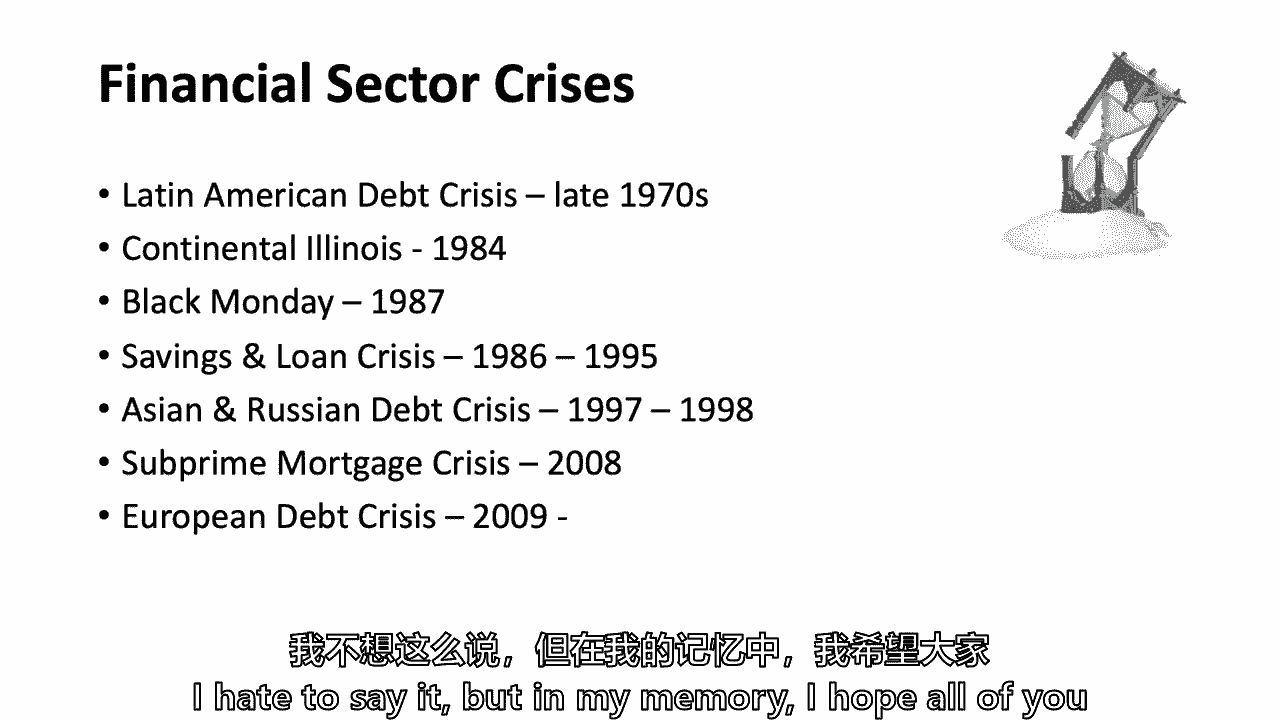 Financial Sector Crises
• Latin American Debt Crisis – late 1970s
• Continental Illinois - 1984
• Black Monday – 1987
• Savings & Loan Crisis – 1986 – 1995
• Asian & Russian Debt Crisis – 1997 – 1998
• Subprime Mortgage Crisis – 2008
• European Debt Crisis – 2009 -
我不想这么说，但在我的记忆中，我希望大家
I hate to say it, but in my memory, I hope all of you